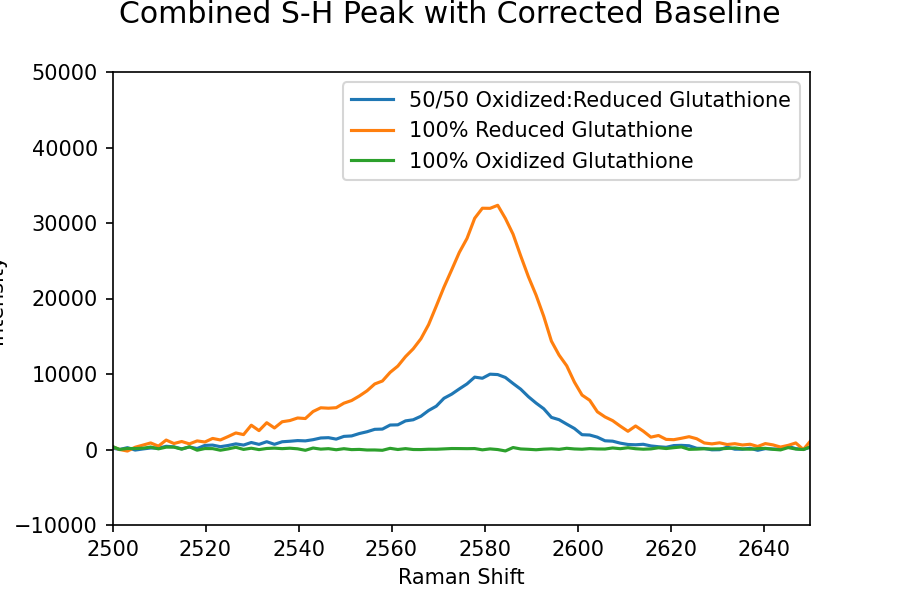 Combined S-H Peak with Corrected Baseline
50/50 Oxidized:Reduced Glutathione
100% Reduced Glutathione
100% Oxidized Glutathione
50000
40000
30000
20000
10000
0
−10000
2500 2520 2540 2560 2580 2600 2620 2640
Raman Shift